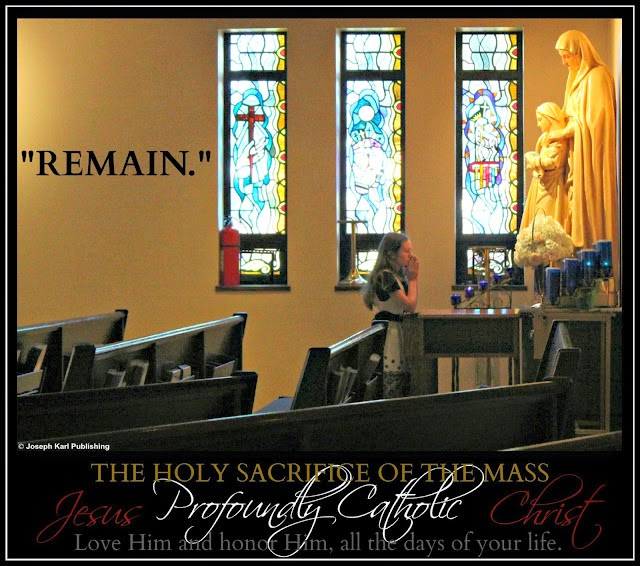 "REMAIN."
© Joseph Karl Publishing
THE HOLY SACRIFICE OF THE MASS
Jesus Profoundly Catholic Christ
Love Him and honor Him, all the days of your life.